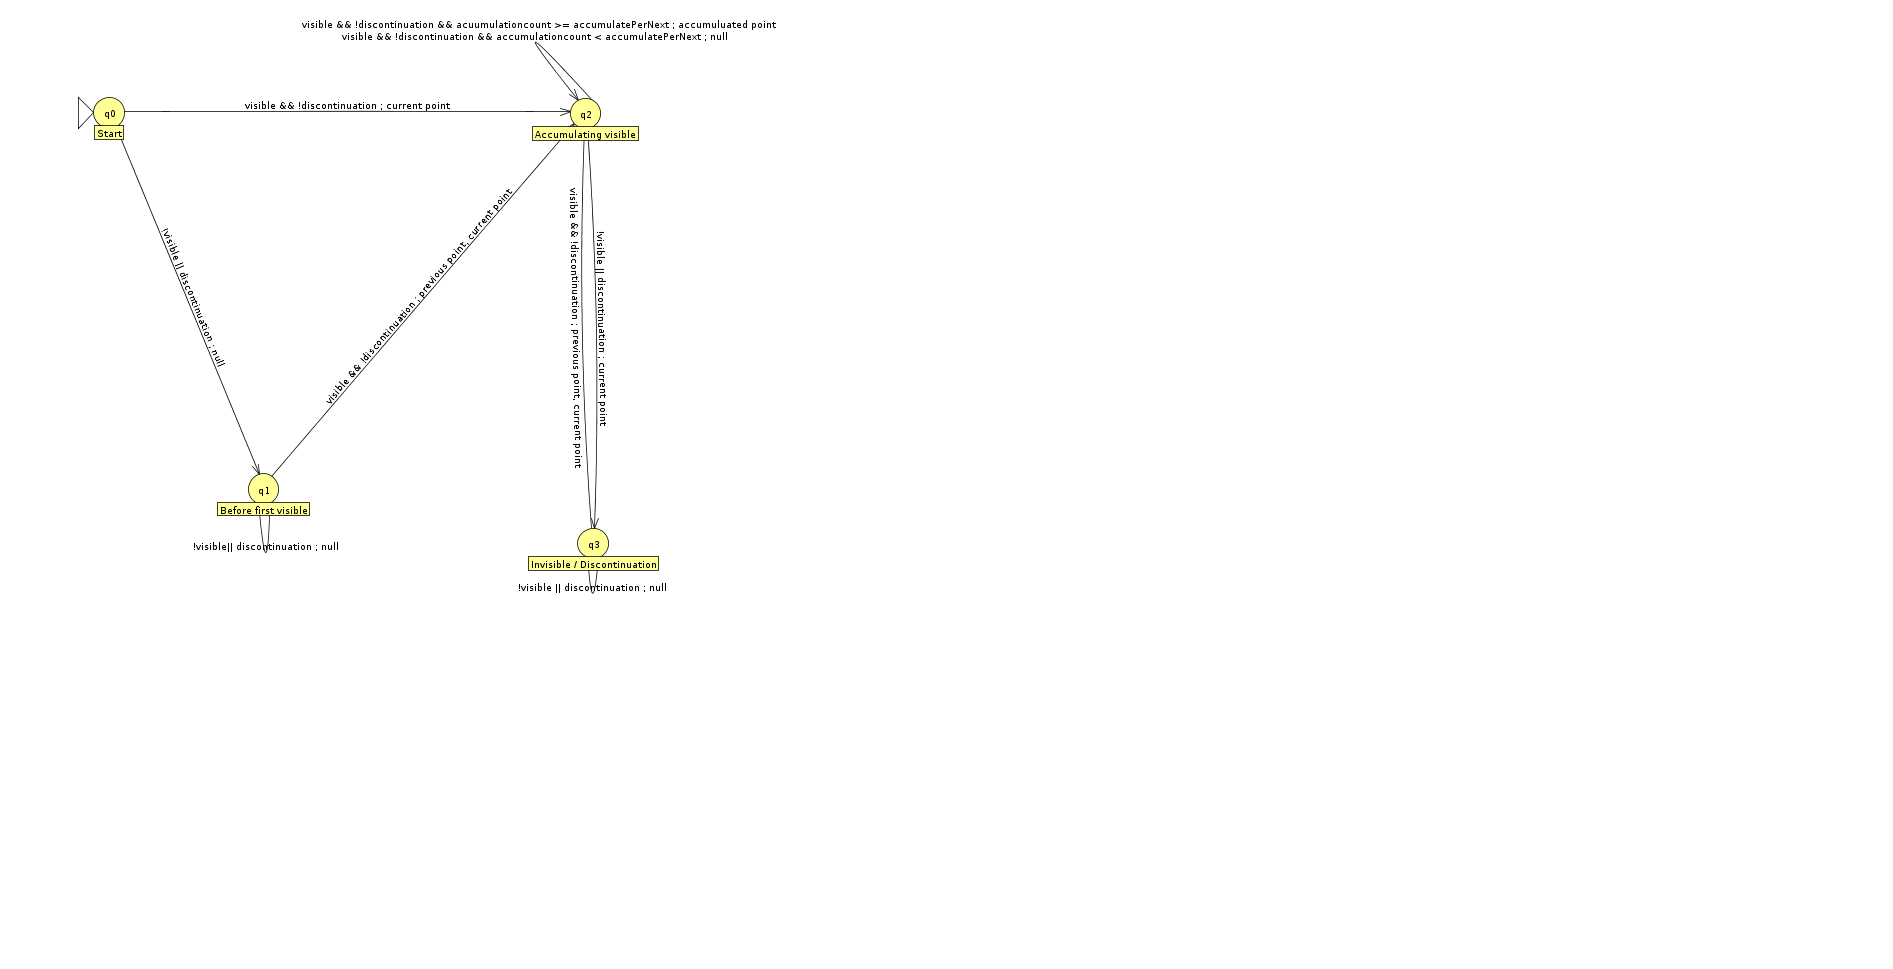 visible && !discontinuation && acuumulationcount >= accumulatePerNext ; accumuluated point
visible && !discontinuation && accumulationcount < accumulatePerNext ; null
q0
Start
visible && !discontinuation ; current point
q2
Accumulating visible
!visible || discontinuation ; null
visible && !discontinuation ; previous point, current point
visible && !discontinuation ; previous point, current point
!visible || discontinuation ; current point
q1
Before first visible
!visible|| discontinuation ; null
q3
Invisible / Discontinuation
!visible || discontinuation ; null